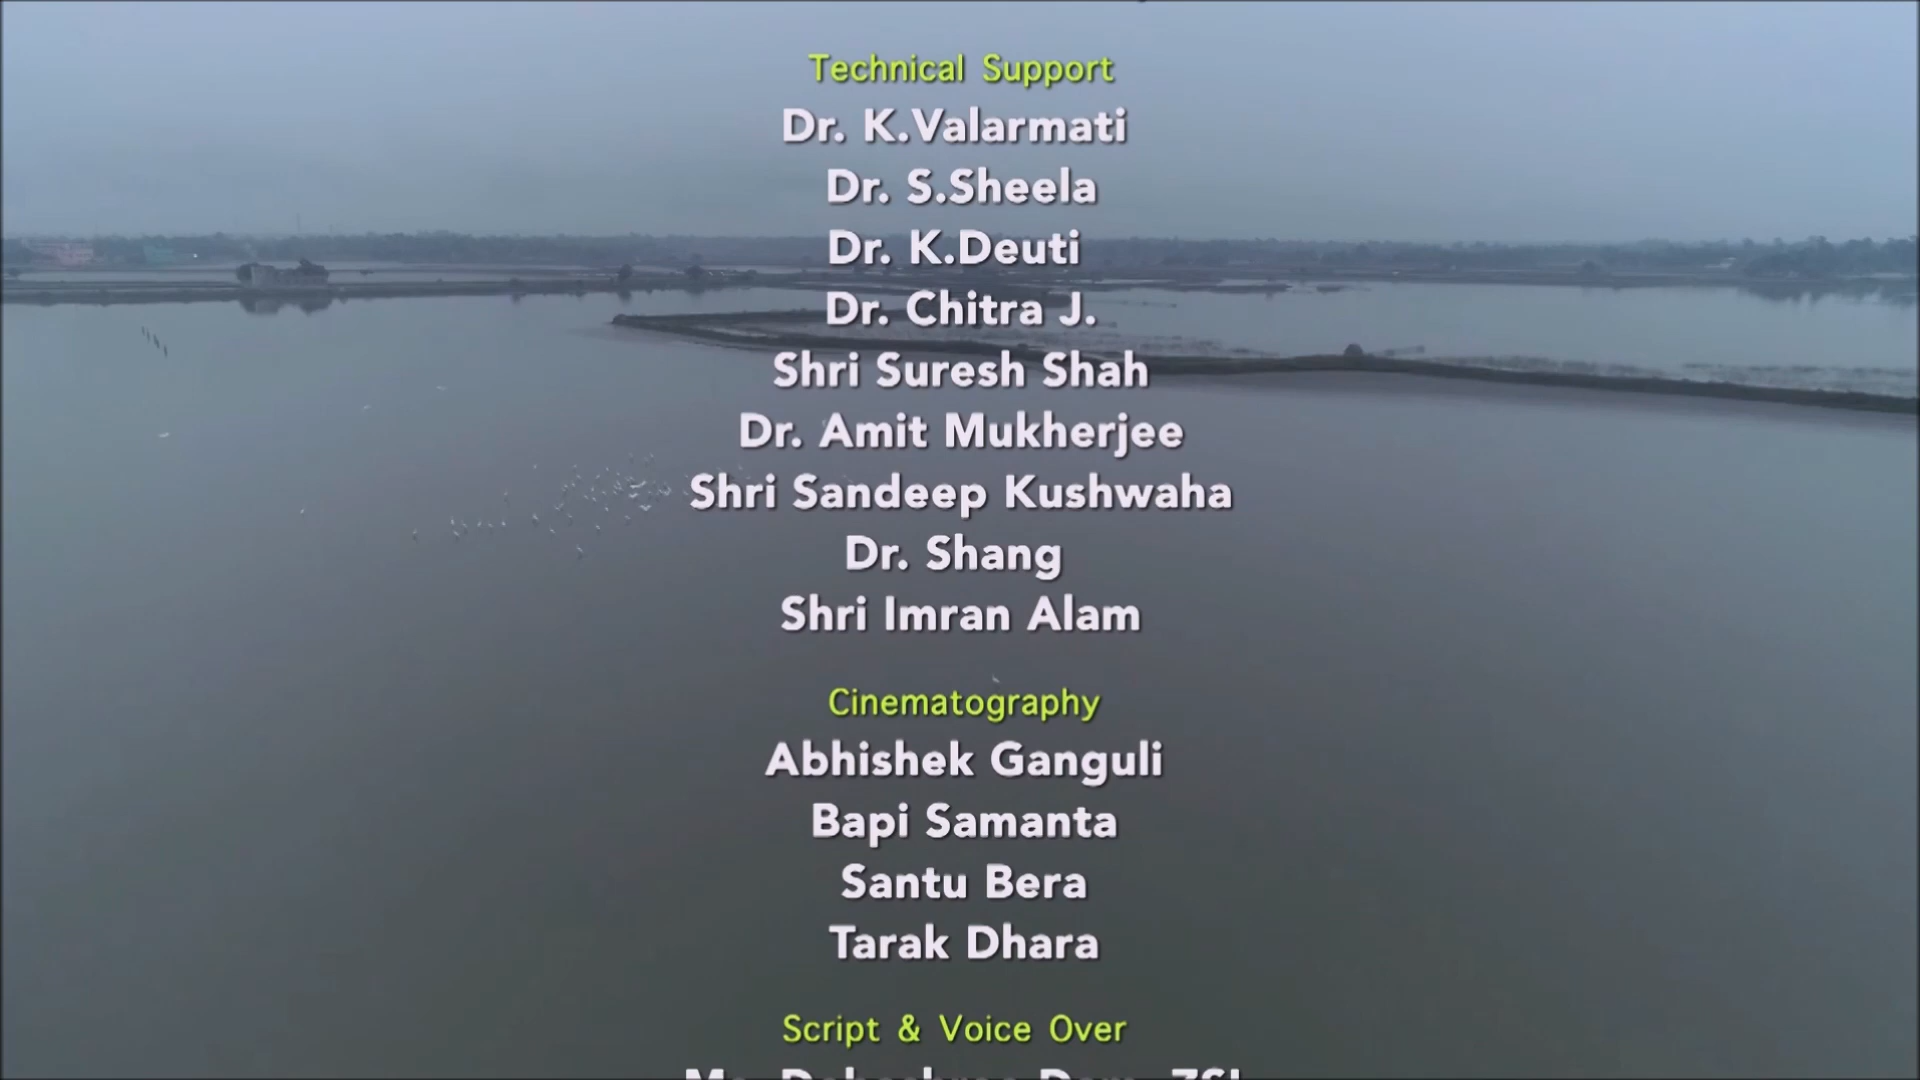 Technical Support
Dr. K.Valarmati
Dr. S.Sheela
Dr. K.Deuti
Dr. Chitra J.
Shri Suresh Shah
Dr. Amit Mukherjee
Shri Sandeep Kushwaha
Dr. Shang
Shri Imran Alam
Cinematography
Abhishek Ganguli
Bapi Samanta
Santu Bera
Tarak Dhara
Script & Voice Over